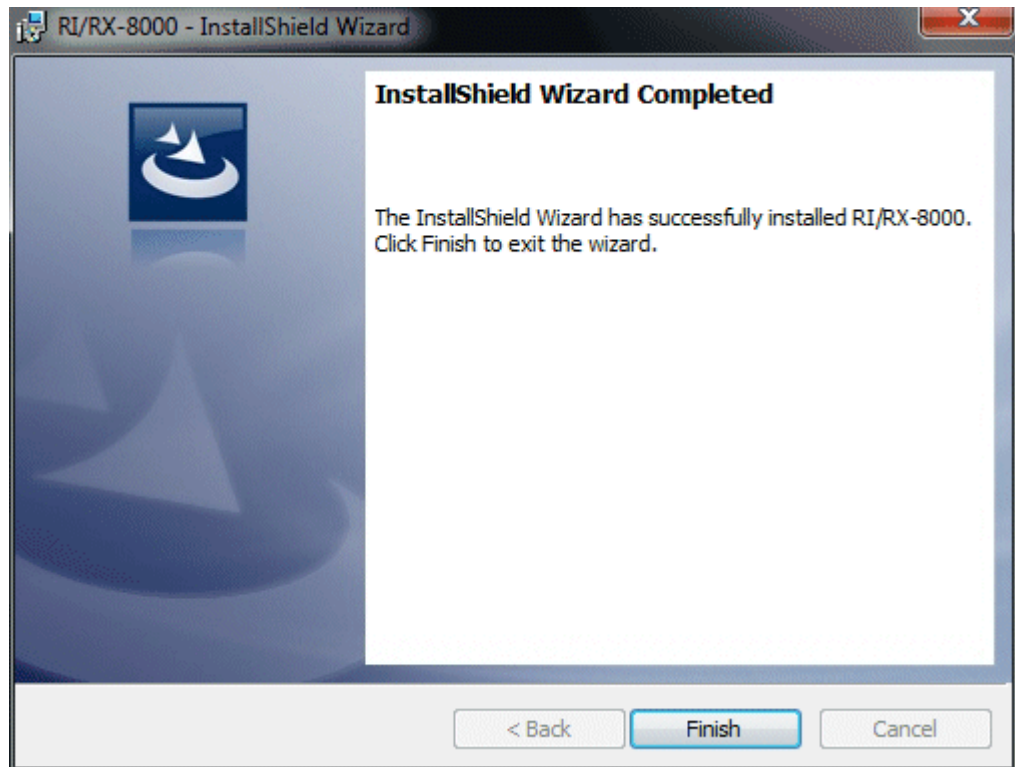 RI/RX-8000 - InstallShield Wizard
InstallShield Wizard Completed
The InstallShield Wizard has successfully installed RI/RX-8000.
Click Finish to exit the wizard.
< Back Finish Cancel